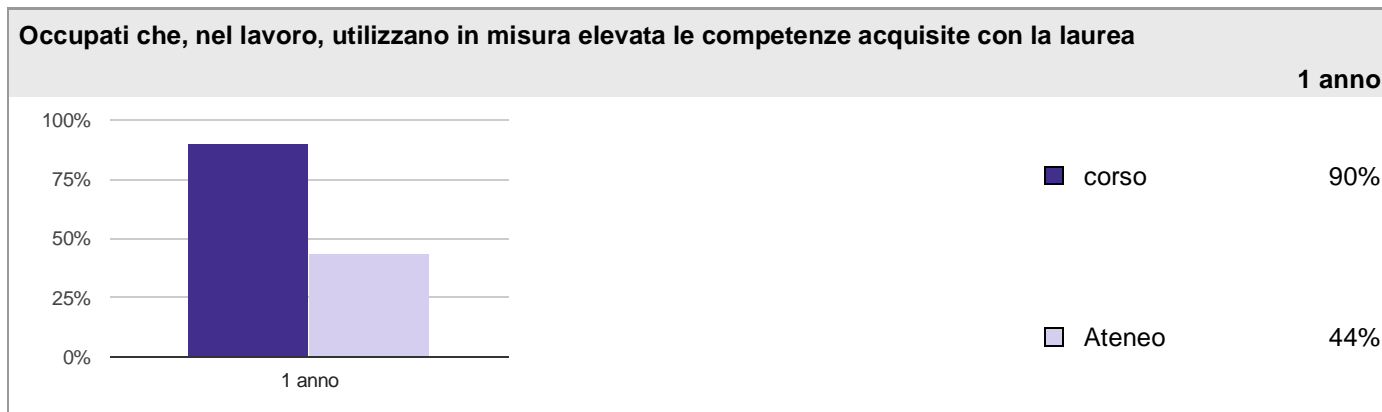 Occupati che, nel lavoro, utilizzano in misura elevata le competenze acquisite con la laurea
1 anno
100%
75%
50%
25%
0%
1 anno
corso 90%
Ateneo 44%